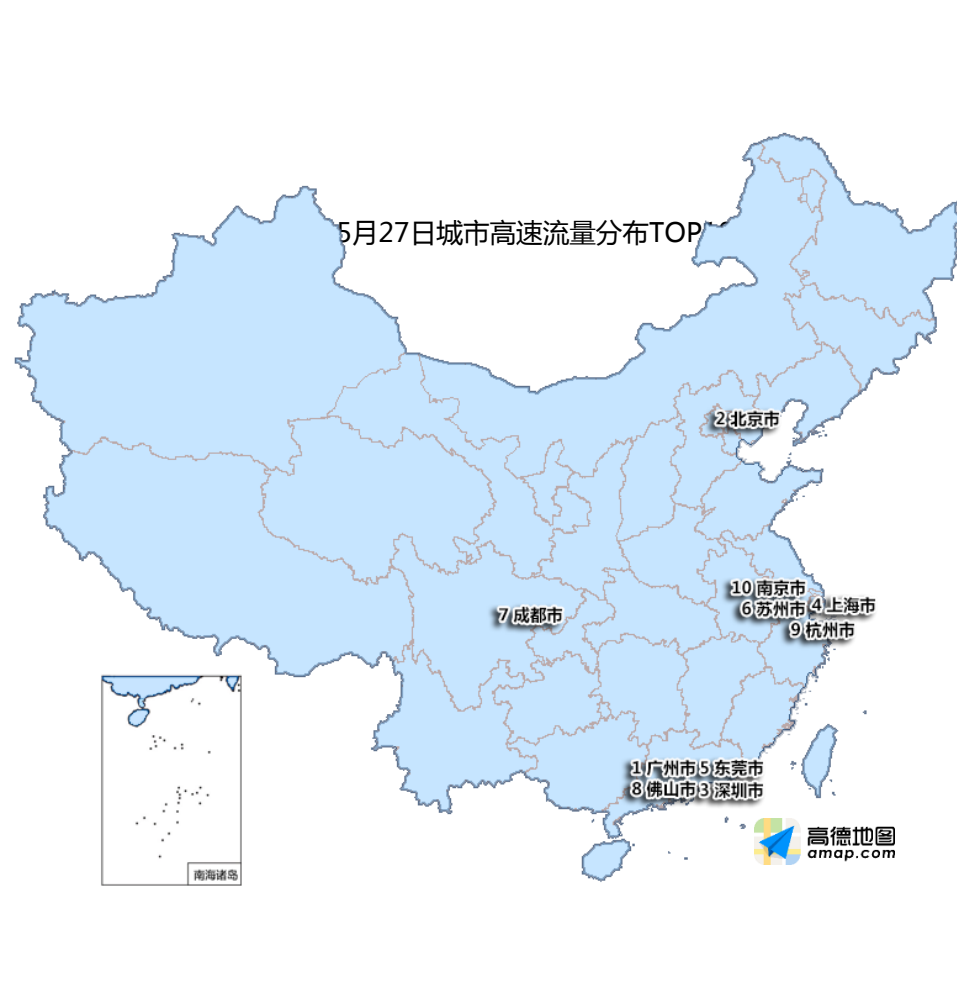 5月27日城市高速流量分布TOP
2 北京市
10 南京市
6 苏州市 4 上海市
9 杭州市
7 成都市
1 广州市 5 东莞市
8 佛山市 3 深圳市
高德地图
amap.com
南海诸岛